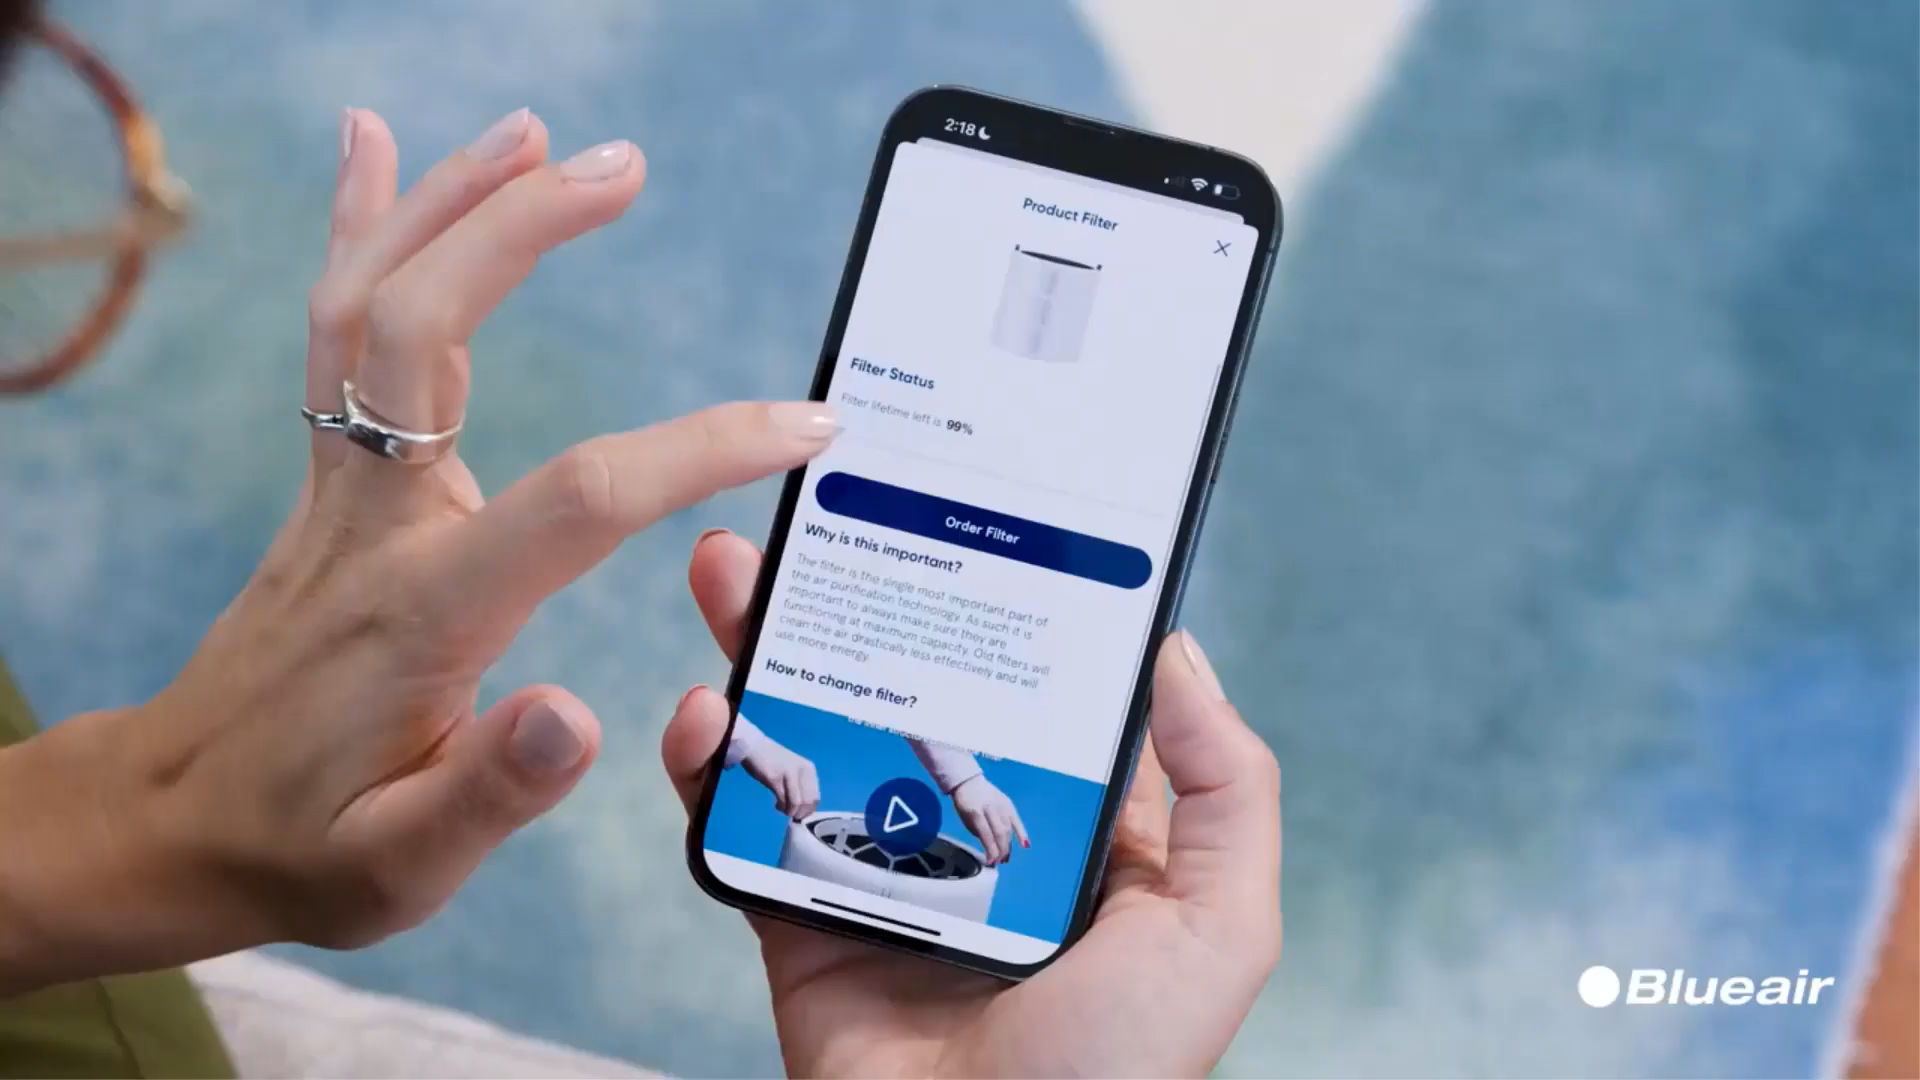 2:18
Product Filter
Filter Status
Filter lifetime left is 99%
Order Filter
Why is this important?
The filter is the single most important part of
the air purification technology. As such it is
important to always make sure they are
functioning at maximum capacity. Old filters will
clean the air drastically less effectively and will
use more energy.
How to change filter?
Blueair